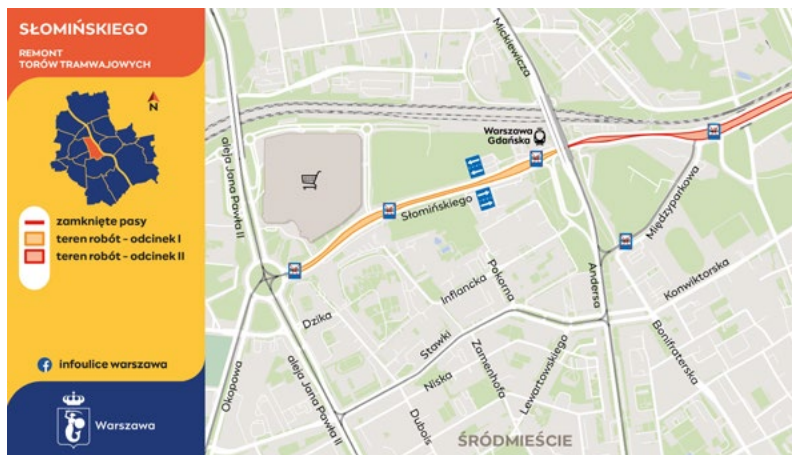 SŁOMIŃSKIEGO
REMONT
TORÓW TRAMWAJOWYCH
N
zamknięte pasy
teren robót - odcinek I
teren robót - odcinek II
infoulice warszawa
Warszawa
Mickiewicza
aleja Jana Pawła II
Warszawa
Gdańska
Słomińskiego
Międzyparkowa
Andersa
Konwiktorska
Pokorna
Inflancka
Dzika
Stawki
Bonifraterska
Okopowa
aleja Jana Pawła II
Niska
Zamenhofa
Lewartowskiego
Dubois
ŚRÓDMIEŚCIE